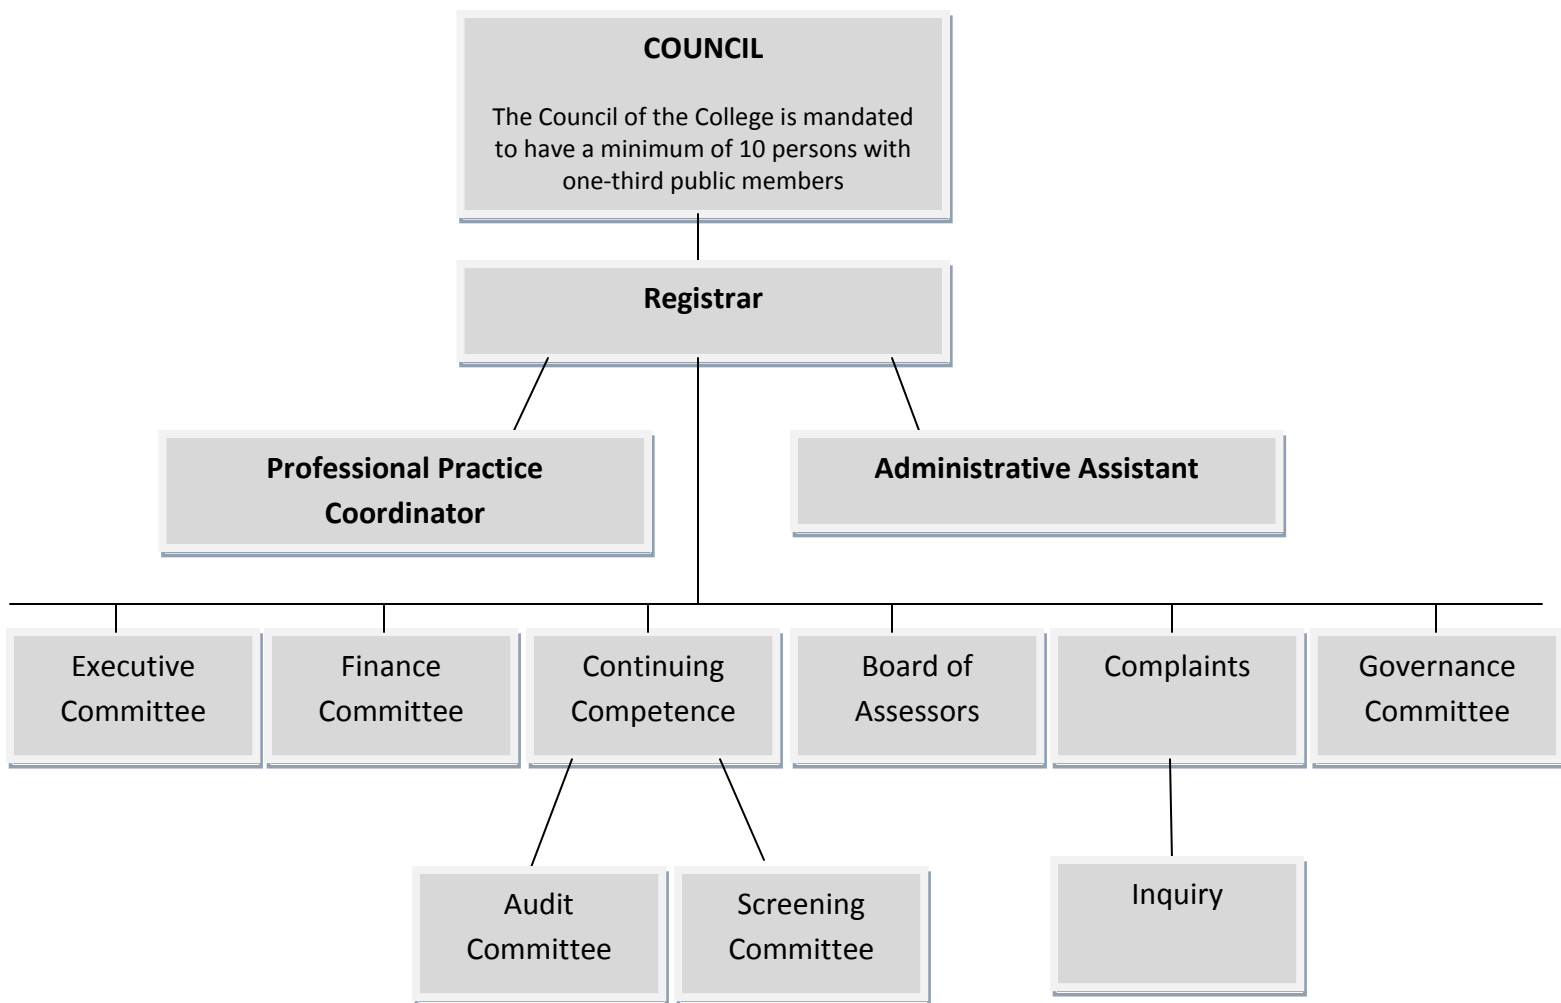 COUNCIL
The Council of the College is mandated
to have a minimum of 10 persons with
one-third public members
Registrar
Professional Practice
Coordinator
Administrative Assistant
Executive
Committee
Finance
Committee
Continuing
Competence
Board of
Assessors
Complaints
Governance
Committee
Audit
Committee
Screening
Committee
Inquiry